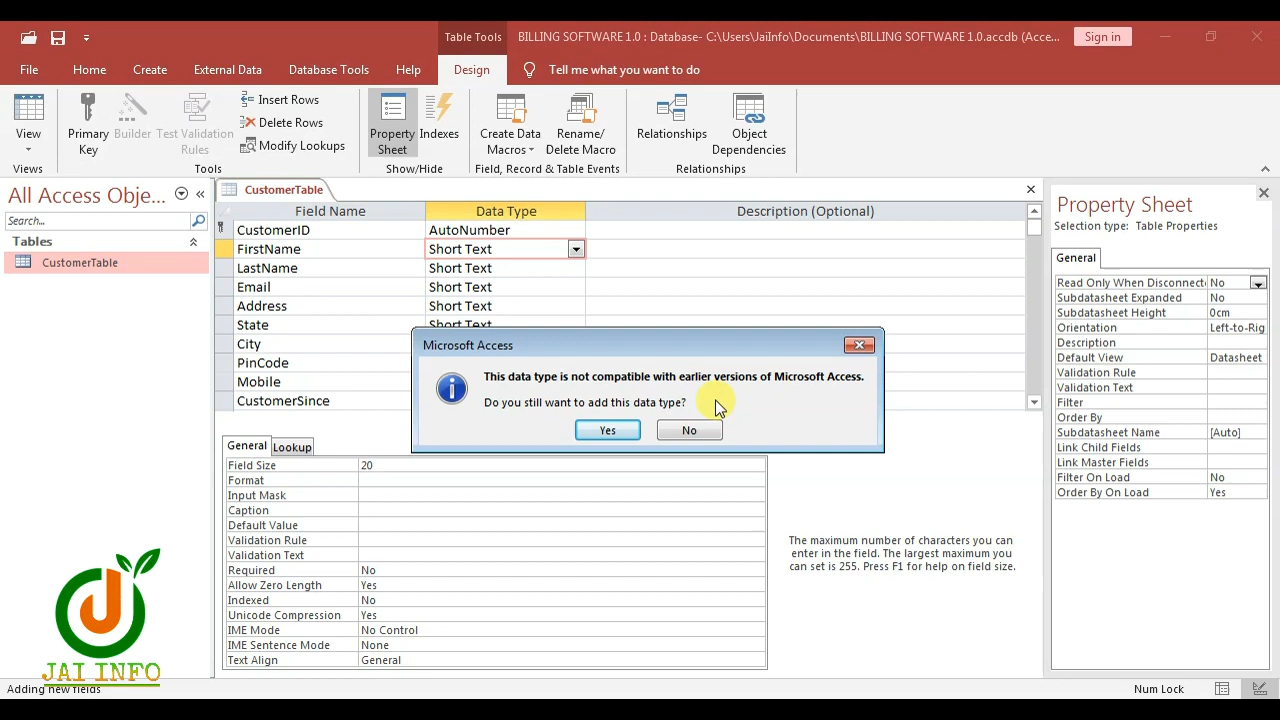 Table Tools
BILLING SOFTWARE 1.0 : Database- C:\Users\JaiInfo\Documents\BILLING SOFTWARE 1.0.accdb (Acce...
Sign in
File Home Create External Data Database Tools Help Design Tell me what you want to do
View
Views
Primary Key
Builder
Test Validation Rules
Insert Rows
Delete Rows
Modify Lookups
Tools
Property Sheet
Indexes
Show/Hide
Create Data Macros
Rename/ Delete Macro
Field, Record & Table Events
Relationships
Object Dependencies
Relationships
All Access Obje...
Search...
Tables
CustomerTable
CustomerTable
Field Name Data Type Description (Optional)
CustomerID AutoNumber
FirstName Short Text
LastName Short Text
Email Short Text
Address Short Text
State Short Text
City
PinCode
Mobile
CustomerSince
Microsoft Access
This data type is not compatible with earlier versions of Microsoft Access.
Do you still want to add this data type?
Yes No
General Lookup
Field Size 20
Format
Input Mask
Caption
Default Value
Validation Rule
Validation Text
Required No
Allow Zero Length Yes
Indexed No
Unicode Compression Yes
IME Mode No Control
IME Sentence Mode None
Text Align General
The maximum number of characters you can
enter in the field. The largest maximum you
can set is 255. Press F1 for help on field size.
Property Sheet
Selection type: Table Properties
General
Read Only When Disconnecte No
Subdatasheet Expanded No
Subdatasheet Height 0cm
Orientation Left-to-Rig
Description
Default View Datasheet
Validation Rule
Validation Text
Filter
Order By
Subdatasheet Name [Auto]
Link Child Fields
Link Master Fields
Filter On Load No
Order By On Load Yes
JAI INFO
Adding new fields
Num Lock